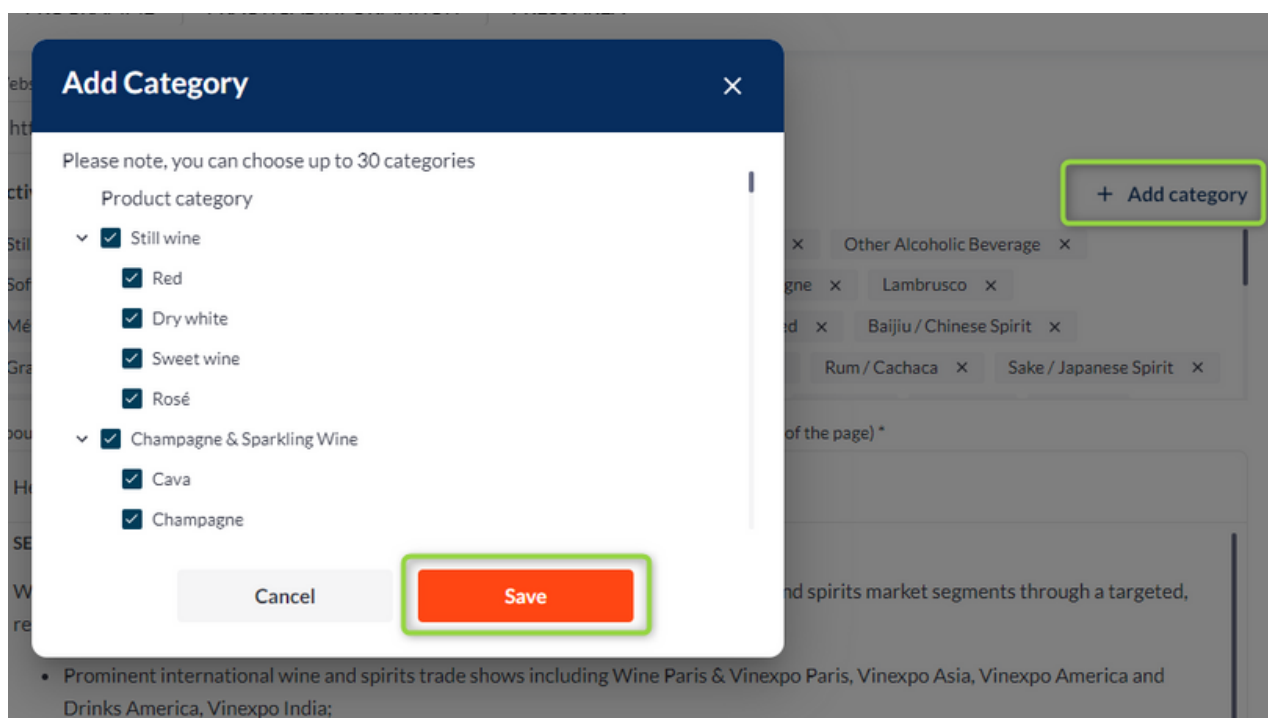 Add Category
Please note, you can choose up to 30 categories
Product category
Still wine
Red
Dry white
Sweet wine
Rosé
Champagne & Sparkling Wine
Cava
Champagne
Cancel
Save
+ Add category
Other Alcoholic Beverage
Lambrusco
Baijiu / Chinese Spirit
Rum / Cachaca
Sake / Japanese Spirit
of the page) *
spirits market segments through a targeted,
• Prominent international wine and spirits trade shows including Wine Paris & Vinexpo Paris, Vinexpo Asia, Vinexpo America and
Drinks America, Vinexpo India;